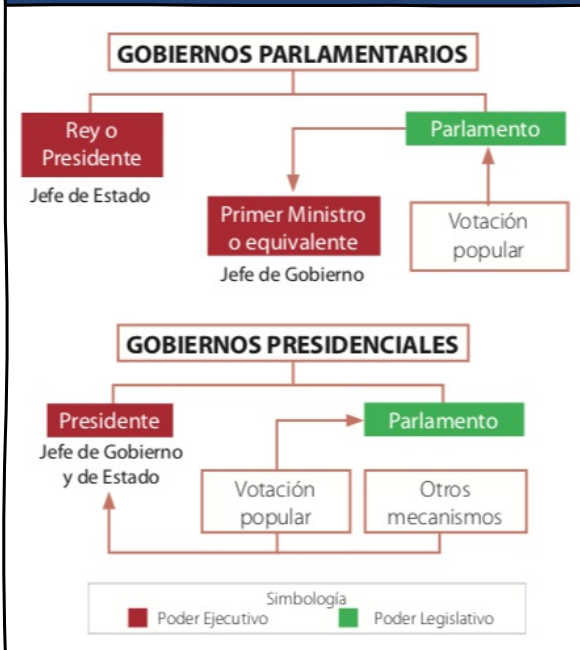 GOBIERNOS PARLAMENTARIOS
Rey o
Presidente
Jefe de Estado
Parlamento
Primer Ministro
o equivalente
Jefe de Gobierno
Votación
popular
GOBIERNOS PRESIDENCIALES
Presidente
Jefe de Gobierno
y de Estado
Parlamento
Votación
popular
Otros
mecanismos
Simbología
Poder Ejecutivo
Poder Legislativo